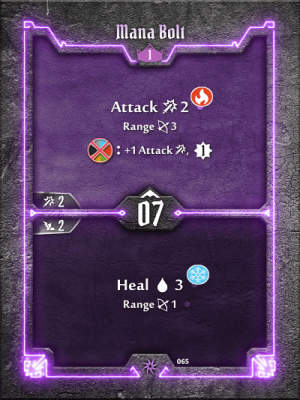 Mana Bolt
1
Attack 2
Range 3
: +1 Attack ,
2
2
07
Heal 3
Range 1
065